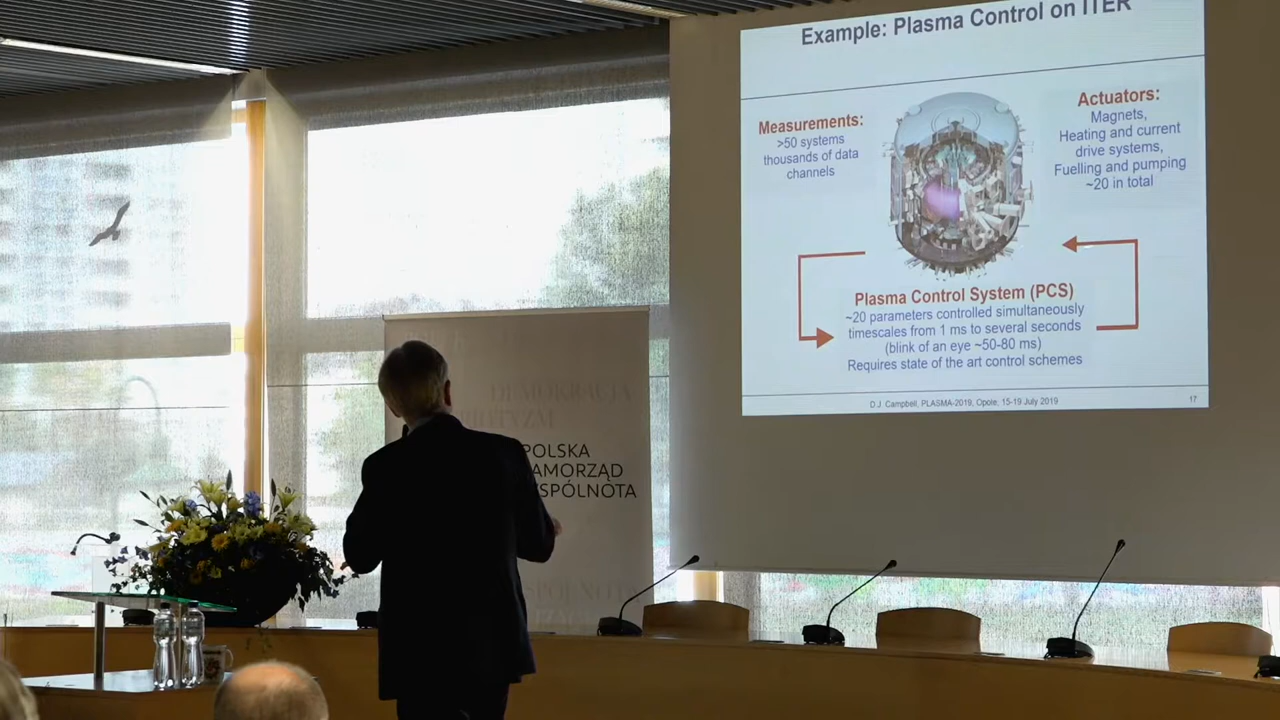 Example: Plasma Control on ITER
Measurements:
>50 systems
thousands of data
channels
Actuators:
Magnets,
Heating and current
drive systems,
Fuelling and pumping
~20 in total
Plasma Control System (PCS)
~20 parameters controlled simultaneously
timescales from 1 ms to several seconds
(blink of an eye ~50-80 ms)
Requires state of the art control schemes
D.J. Campbell, PLASMA-2019, Opole, 15-19 July 2019
17
DEMOKRACJA
POLSKA
AMORZĄD
SPÓLNOTA